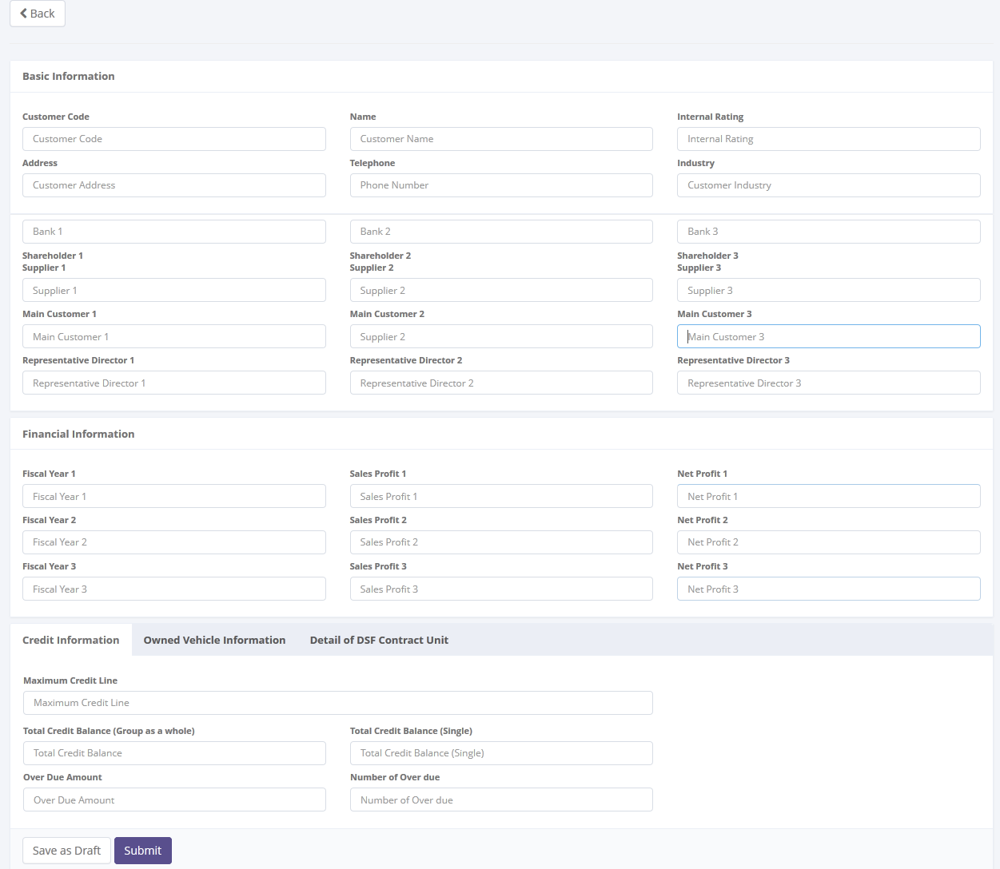 Back
Basic Information
Customer Code Name Internal Rating
Customer Code Customer Name Internal Rating
Address Telephone Industry
Customer Address Phone Number Customer Industry
Bank 1 Bank 2 Bank 3
Shareholder 1 Shareholder 2 Shareholder 3
Supplier 1 Supplier 2 Supplier 3
Supplier 1 Supplier 2 Supplier 3
Main Customer 1 Main Customer 2 Main Customer 3
Main Customer 1 Supplier 2 Main Customer 3
Representative Director 1 Representative Director 2 Representative Director 3
Representative Director 1 Representative Director 2 Representative Director 3
Financial Information
Fiscal Year 1 Sales Profit 1 Net Profit 1
Fiscal Year 1 Sales Profit 1 Net Profit 1
Fiscal Year 2 Sales Profit 2 Net Profit 2
Fiscal Year 2 Sales Profit 2 Net Profit 2
Fiscal Year 3 Sales Profit 3 Net Profit 3
Fiscal Year 3 Sales Profit 3 Net Profit 3
Credit Information Owned Vehicle Information Detail of DSF Contract Unit
Maximum Credit Line
Maximum Credit Line
Total Credit Balance (Group as a whole) Total Credit Balance (Single)
Total Credit Balance Total Credit Balance (Single)
Over Due Amount Number of Over due
Over Due Amount Number of Over due
Save as Draft Submit